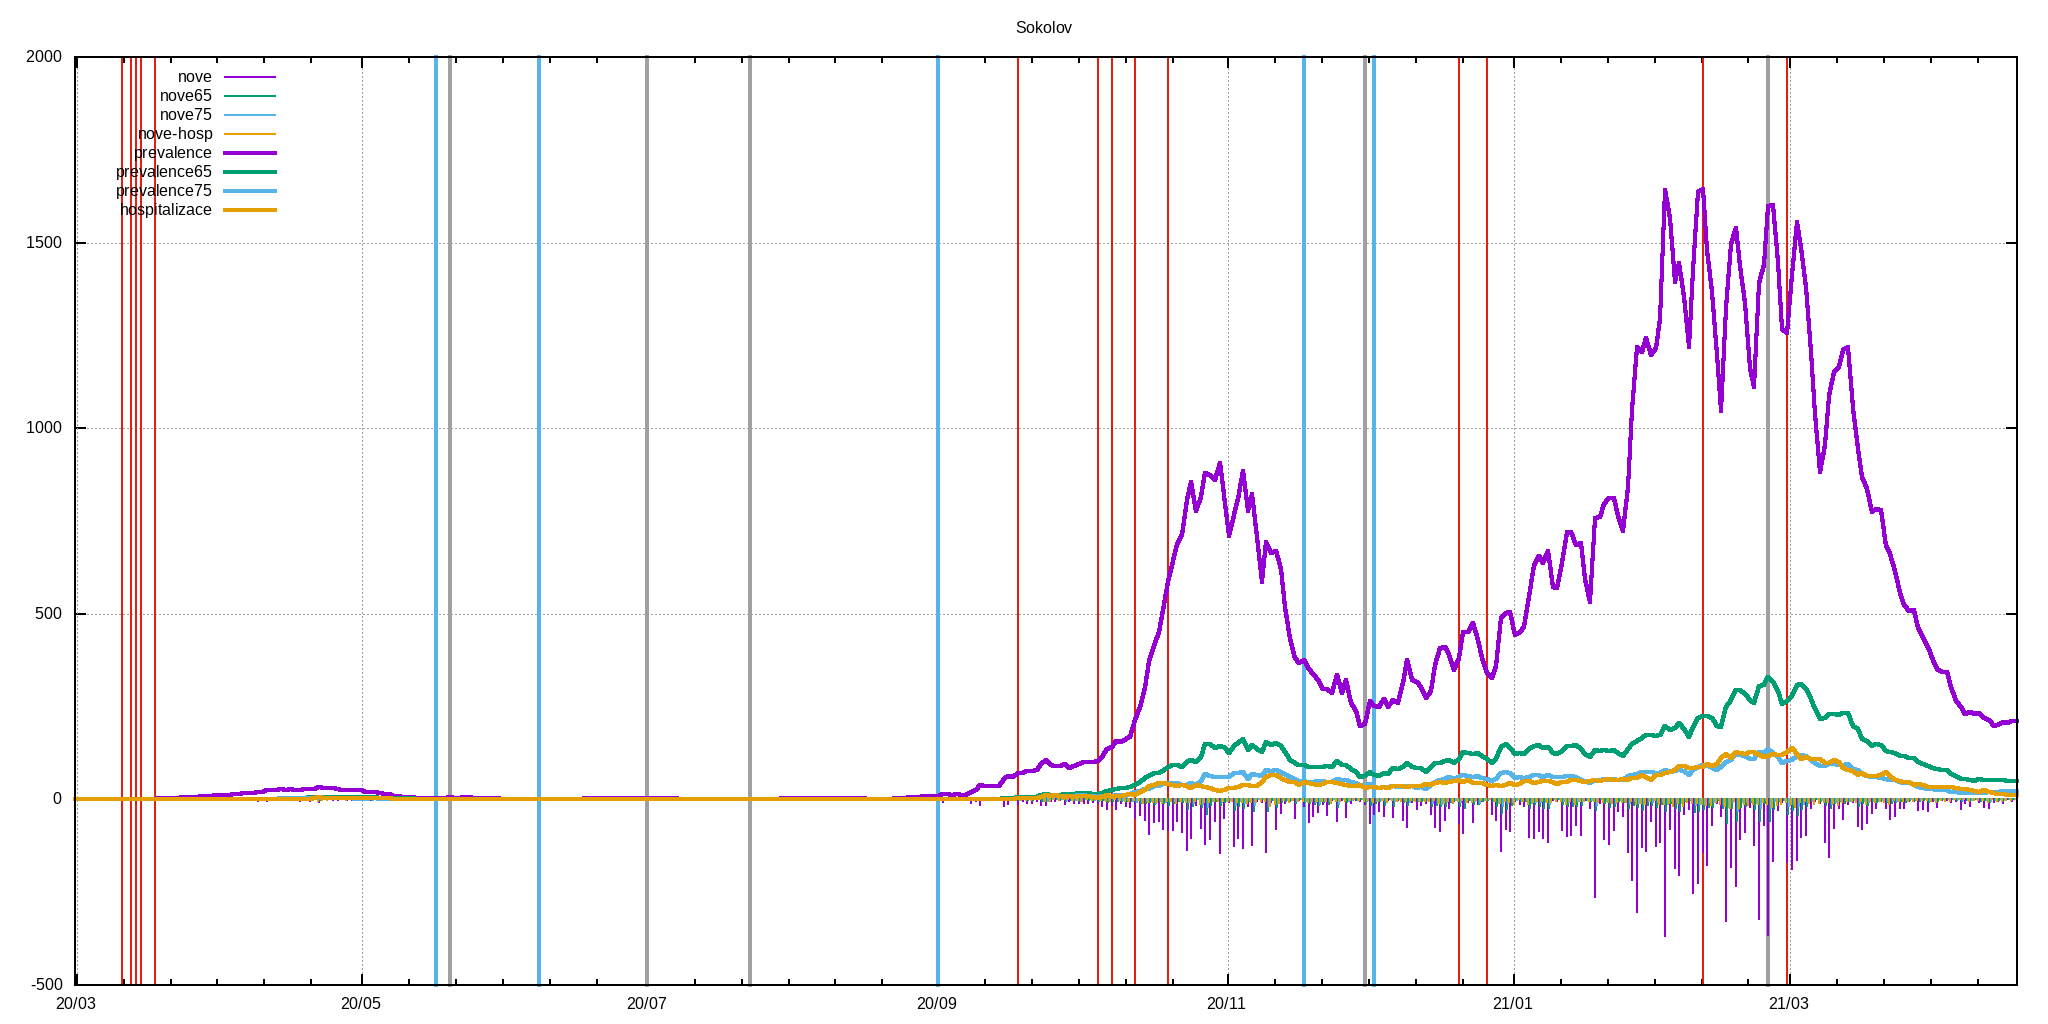 Sokolov
2000
nove
nove65
nove75
nove-hosp
prevalence
prevalence65
prevalence75
hospitalizace
1500
1000
500
0
-500
20/03 20/05 20/07 20/09 20/11 21/01 21/03